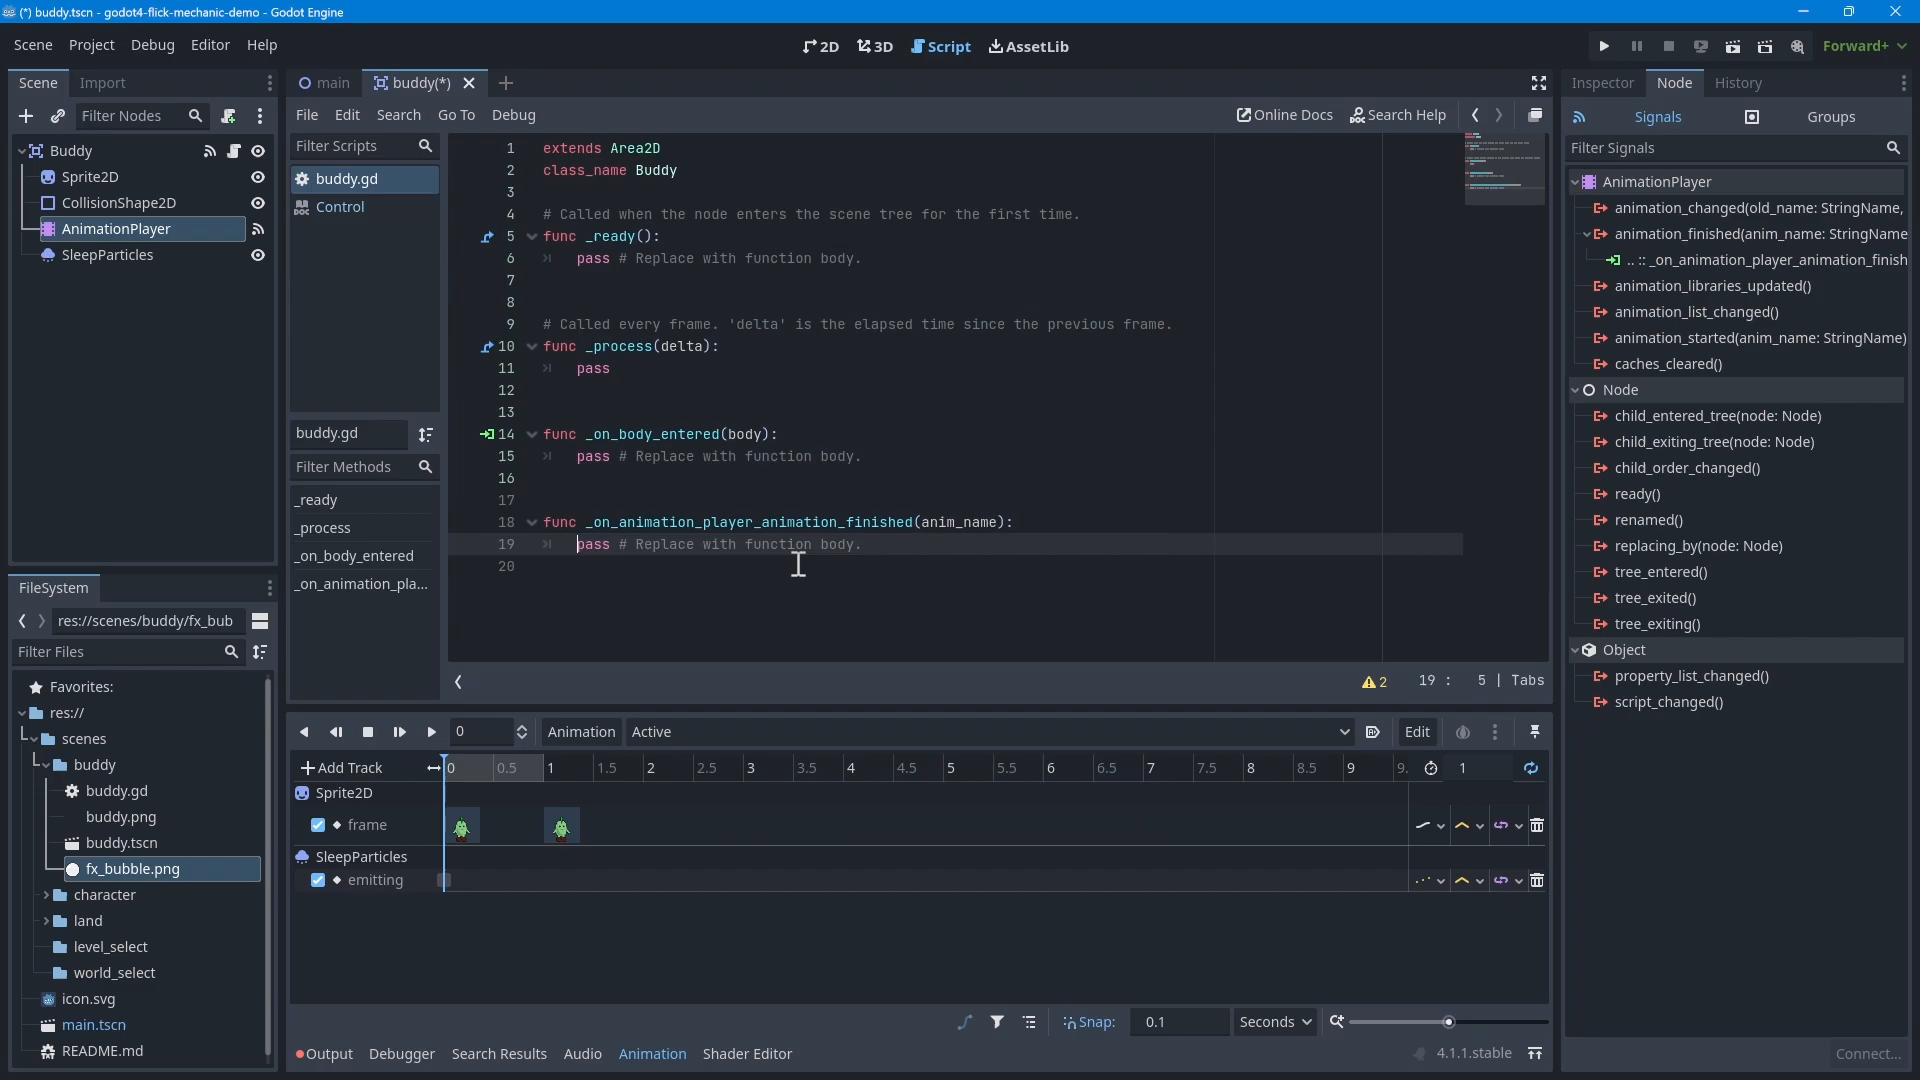 (*) buddy.tscn - godot4-flick-mechanic-demo - Godot Engine
Scene Project Debug Editor Help
2D 3D Script AssetLib
Forward+
Scene Import
main buddy(*)
Inspector Node History
Filter Nodes
File Edit Search Go To Debug
Online Docs Search Help
Signals Groups
Buddy
Sprite2D
CollisionShape2D
AnimationPlayer
SleepParticles
Filter Scripts
buddy.gd
Control
buddy.gd
Filter Methods
_ready
_process
_on_body_entered
_on_animation_pla...
1 extends Area2D
2 class_name Buddy
3
4 # Called when the node enters the scene tree for the first time.
5 func _ready():
6 pass # Replace with function body.
7
8
9 # Called every frame. 'delta' is the elapsed time since the previous frame.
10 func _process(delta):
11 pass
12
13
14 func _on_body_entered(body):
15 pass # Replace with function body.
16
17
18 func _on_animation_player_animation_finished(anim_name):
19 pass # Replace with function body.
20
2 19 : 5 | Tabs
Filter Signals
AnimationPlayer
animation_changed(old_name: StringName,
animation_finished(anim_name: StringName
.. :: _on_animation_player_animation_finish
animation_libraries_updated()
animation_list_changed()
animation_started(anim_name: StringName)
caches_cleared()
Node
child_entered_tree(node: Node)
child_exiting_tree(node: Node)
child_order_changed()
ready()
renamed()
replacing_by(node: Node)
tree_entered()
tree_exited()
tree_exiting()
Object
property_list_changed()
script_changed()
Connect...
FileSystem
res://scenes/buddy/fx_bub
Filter Files
Favorites:
res://
scenes
buddy
buddy.gd
buddy.png
buddy.tscn
fx_bubble.png
character
land
level_select
world_select
icon.svg
main.tscn
README.md
0 Animation Active Edit
Add Track 0 0.5 1 1.5 2 2.5 3 3.5 4 4.5 5 5.5 6 6.5 7 7.5 8 8.5 9 9. 1
Sprite2D
frame
SleepParticles
emitting
Snap: 0.1 Seconds
Output Debugger Search Results Audio Animation Shader Editor
4.1.1.stable